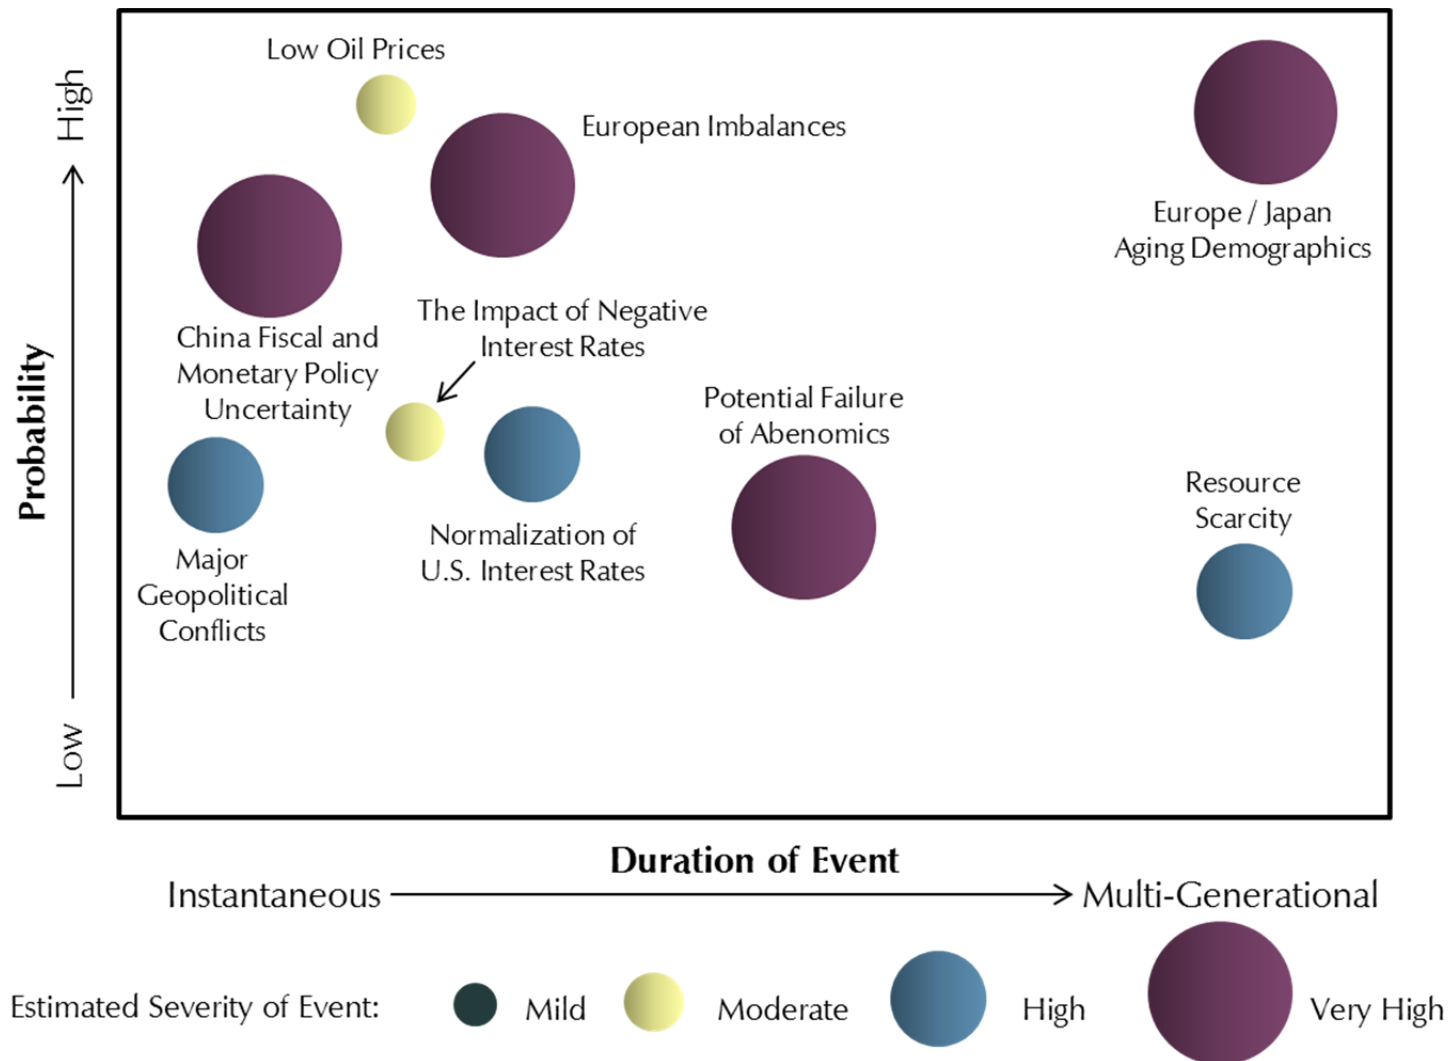 Low Oil Prices
European Imbalances
Europe / Japan
Aging Demographics
China Fiscal and
Monetary Policy
Uncertainty
The Impact of Negative
Interest Rates
Potential Failure
of Abenomics
Normalization of
U.S. Interest Rates
Major
Geopolitical
Conflicts
Resource
Scarcity
High
Probability
Low
Duration of Event
Instantaneous
Multi-Generational
Estimated Severity of Event:
Mild
Moderate
High
Very High